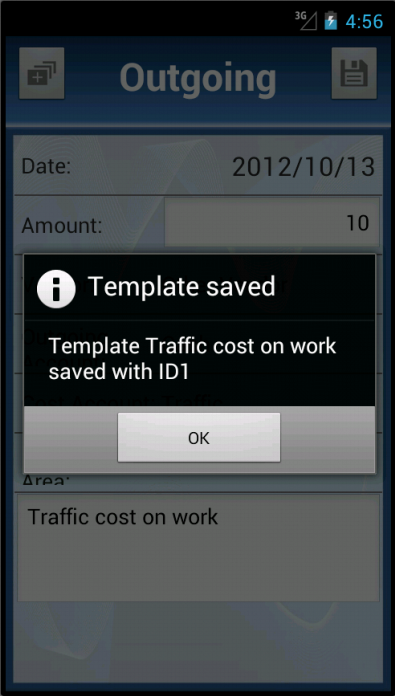 3G 4:56
Outgoing
Date: 2012/10/13
Amount: 10
Template saved
Template Traffic cost on work
saved with ID1
OK
Area:
Traffic cost on work